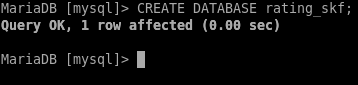 MariaDB [mysql]> CREATE DATABASE rating_skf;
Query OK, 1 row affected (0.00 sec)
MariaDB [mysql]>